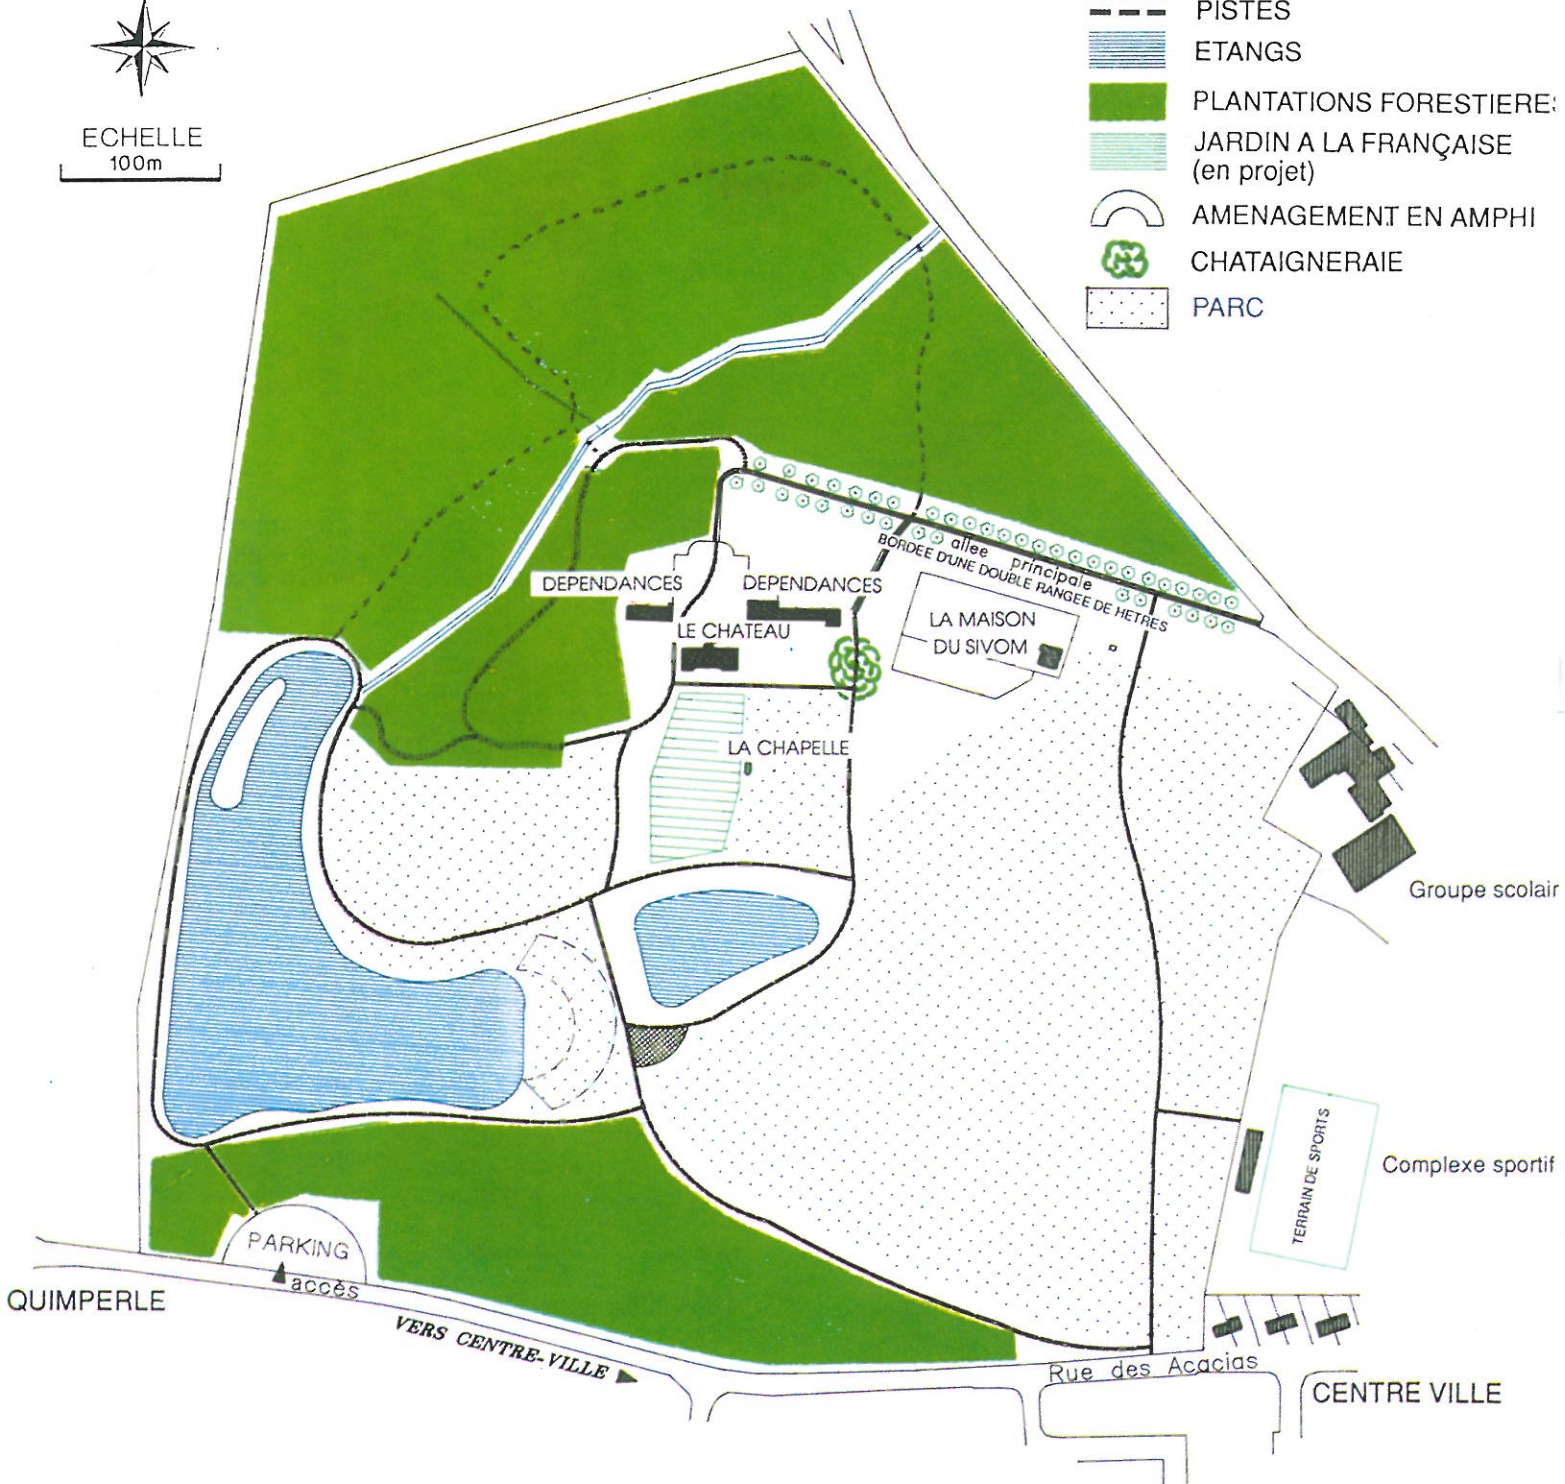 PISTES
ETANGS
PLANTATIONS FORESTIERE
JARDIN A LA FRANÇAISE
(en projet)
AMENAGEMENT EN AMPHI
CHATAIGNERAIE
PARC
ECHELLE
100m
allee principale
BORDEE D'UNE DOUBLE RANGEE DE HETRES
DEPENDANCES
DEPENDANCES
LE CHATEAU
LA MAISON
DU SIVOM
LA CHAPELLE
Groupe scolair
TERRAIN DE SPORTS
Complexe sportif
PARKING
accès
QUIMPERLE
VERS CENTRE-VILLE
Rue des Acacias
CENTRE VILLE